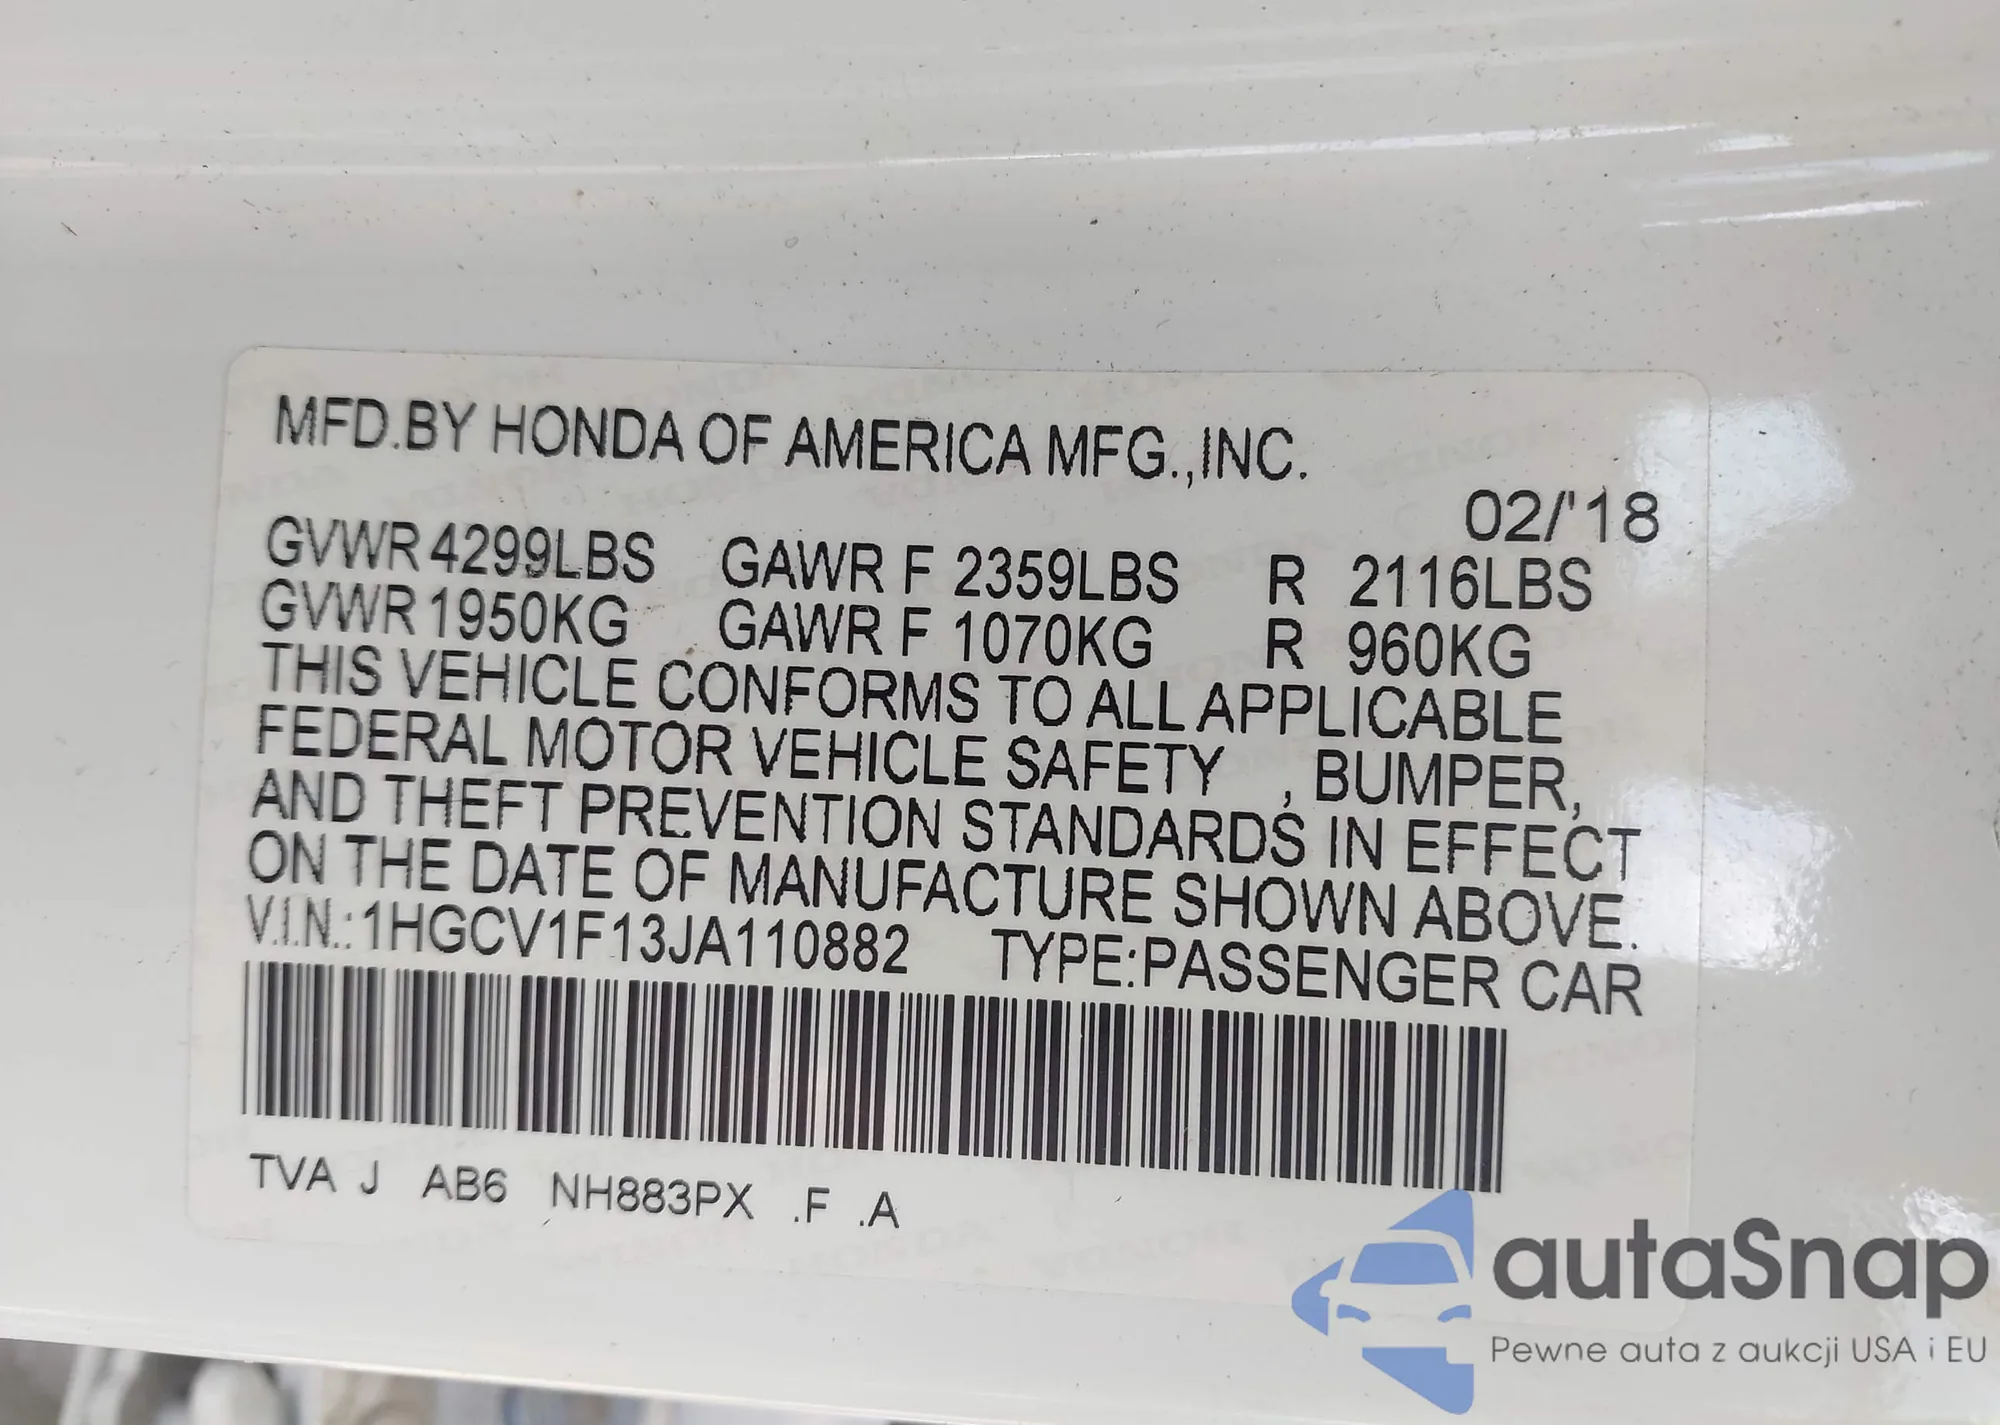 MFD.BY HONDA OF AMERICA MFG.,INC.
02/'18
GVWR 4299LBS GAWR F 2359LBS R 2116LBS
GVWR 1950KG GAWR F 1070KG R 960KG
THIS VEHICLE CONFORMS TO ALL APPLICABLE
FEDERAL MOTOR VEHICLE SAFETY , BUMPER,
AND THEFT PREVENTION STANDARDS IN EFFECT
ON THE DATE OF MANUFACTURE SHOWN ABOVE.
V.I.N.:1HGCV1F13JA110882 TYPE:PASSENGER CAR
TVA J AB6 NH883PX .F .A
autaSnap
Pewne auta z aukcji USA i EU